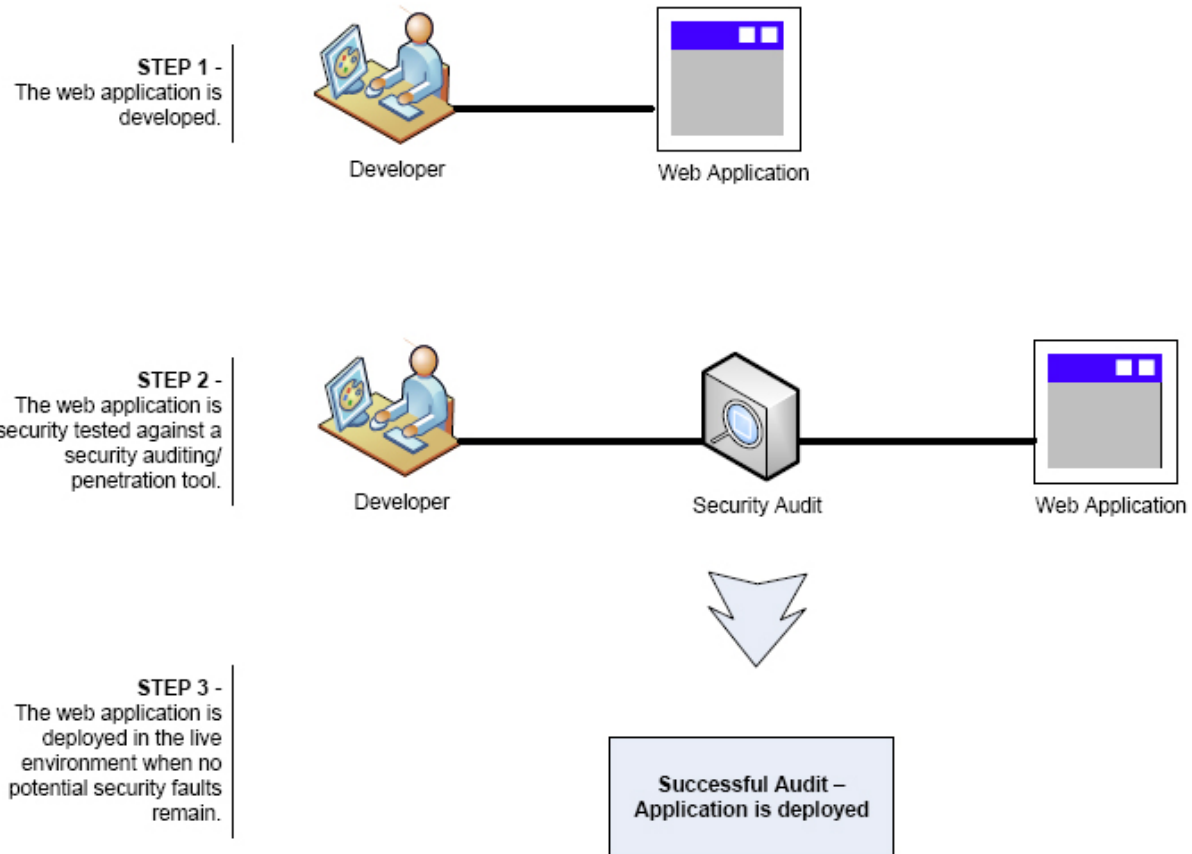 STEP 1 -
The web application is
developed.
Developer
Web Application
STEP 2 -
The web application is
security tested against a
security auditing/
penetration tool.
Developer
Security Audit
Web Application
STEP 3 -
The web application is
deployed in the live
environment when no
potential security faults
remain.
Successful Audit –
Application is deployed